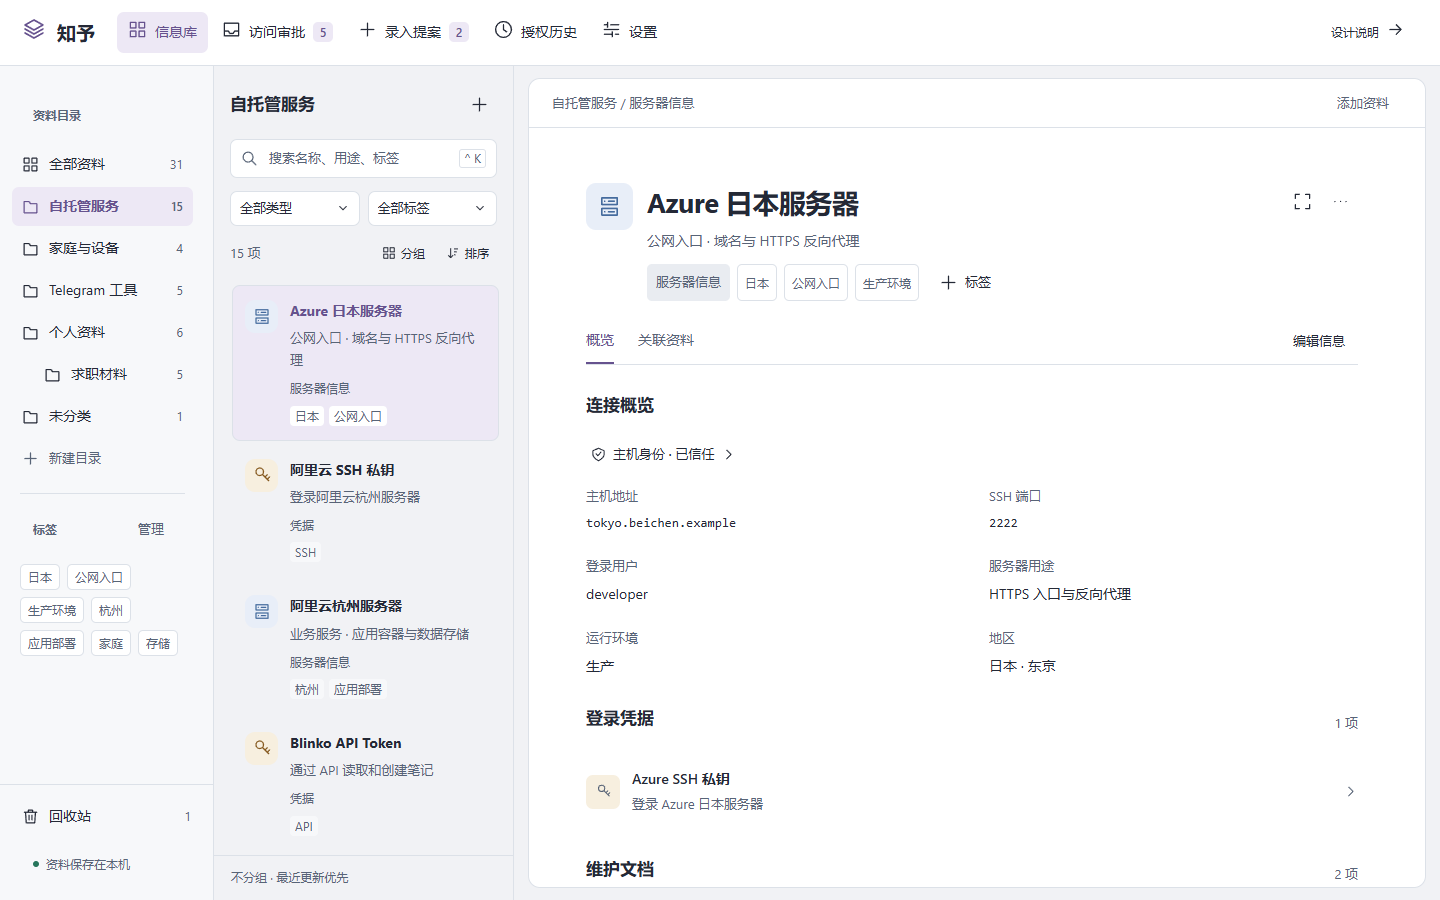 知予
信息库
访问审批 5
录入提案 2
授权历史
设置
设计说明
资料目录
全部资料 31
自托管服务 15
家庭与设备 4
Telegram 工具 5
个人资料 6
求职材料 5
未分类 1
新建目录
标签 管理
日本 公网入口
生产环境 杭州
应用部署 家庭 存储
回收站 1
资料保存在本机
自托管服务
搜索名称、用途、标签 ^ K
全部类型 全部标签
15 项 分组 排序
Azure 日本服务器
公网入口 · 域名与 HTTPS 反向代
理
服务器信息
日本 公网入口
阿里云 SSH 私钥
登录阿里云杭州服务器
凭据
SSH
阿里云杭州服务器
业务服务 · 应用容器与数据存储
服务器信息
杭州 应用部署
Blinko API Token
通过 API 读取和创建笔记
凭据
API
不分组 · 最近更新优先
自托管服务 / 服务器信息 添加资料
Azure 日本服务器
公网入口 · 域名与 HTTPS 反向代理
服务器信息 日本 公网入口 生产环境 标签
概览 关联资料 编辑信息
连接概览
主机身份 · 已信任
主机地址 SSH 端口
tokyo.beichen.example 2222
登录用户 服务器用途
developer HTTPS 入口与反向代理
运行环境 地区
生产 日本 · 东京
登录凭据 1 项
Azure SSH 私钥
登录 Azure 日本服务器
维护文档 2 项